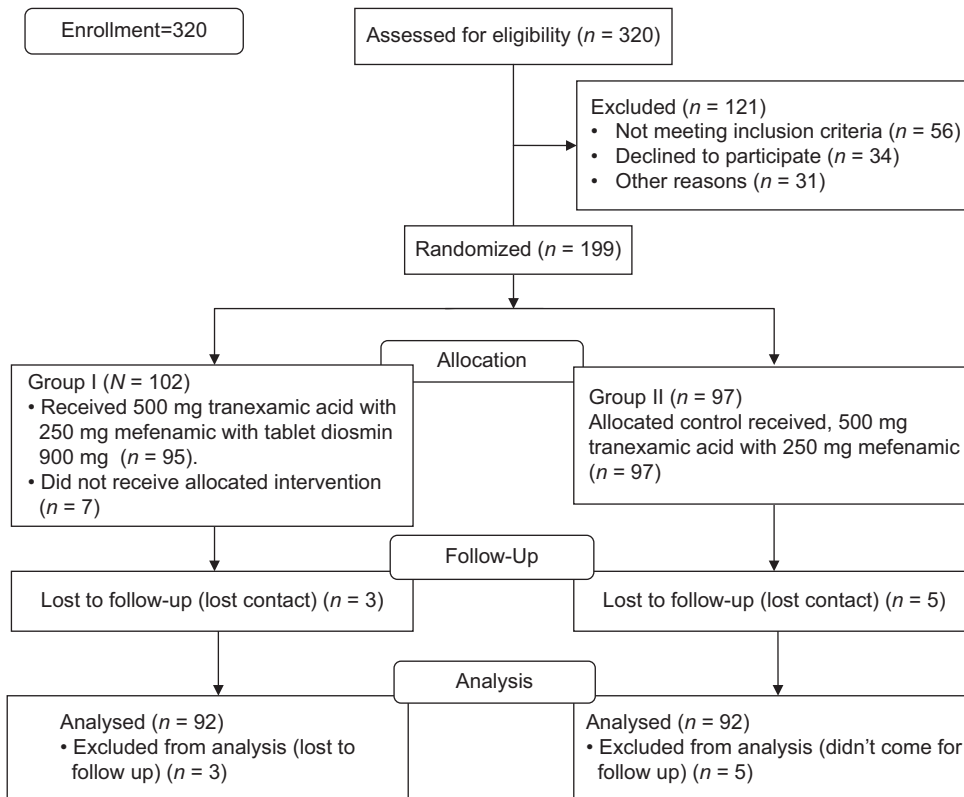 Enrollment=320
Assessed for eligibility (n = 320)
Excluded (n = 121)
• Not meeting inclusion criteria (n = 56)
• Declined to participate (n = 34)
• Other reasons (n = 31)
Randomized (n = 199)
Allocation
Group I (N = 102)
• Received 500 mg tranexamic acid with
250 mg mefenamic with tablet diosmin
900 mg (n = 95).
• Did not receive allocated intervention
(n = 7)
Group II (n = 97)
Allocated control received, 500 mg
tranexamic acid with 250 mg mefenamic
(n = 97)
Follow-Up
Lost to follow-up (lost contact) (n = 3)
Lost to follow-up (lost contact) (n = 5)
Analysis
Analysed (n = 92)
• Excluded from analysis (lost to
follow up) (n = 3)
Analysed (n = 92)
• Excluded from analysis (didn’t come for
follow up) (n = 5)